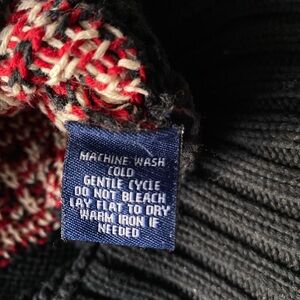 MACHINE WASH
COLD
GENTLE CYCLE
DO NOT BLEACH
LAY FLAT TO DRY
WARM IRON IF
NEEDED